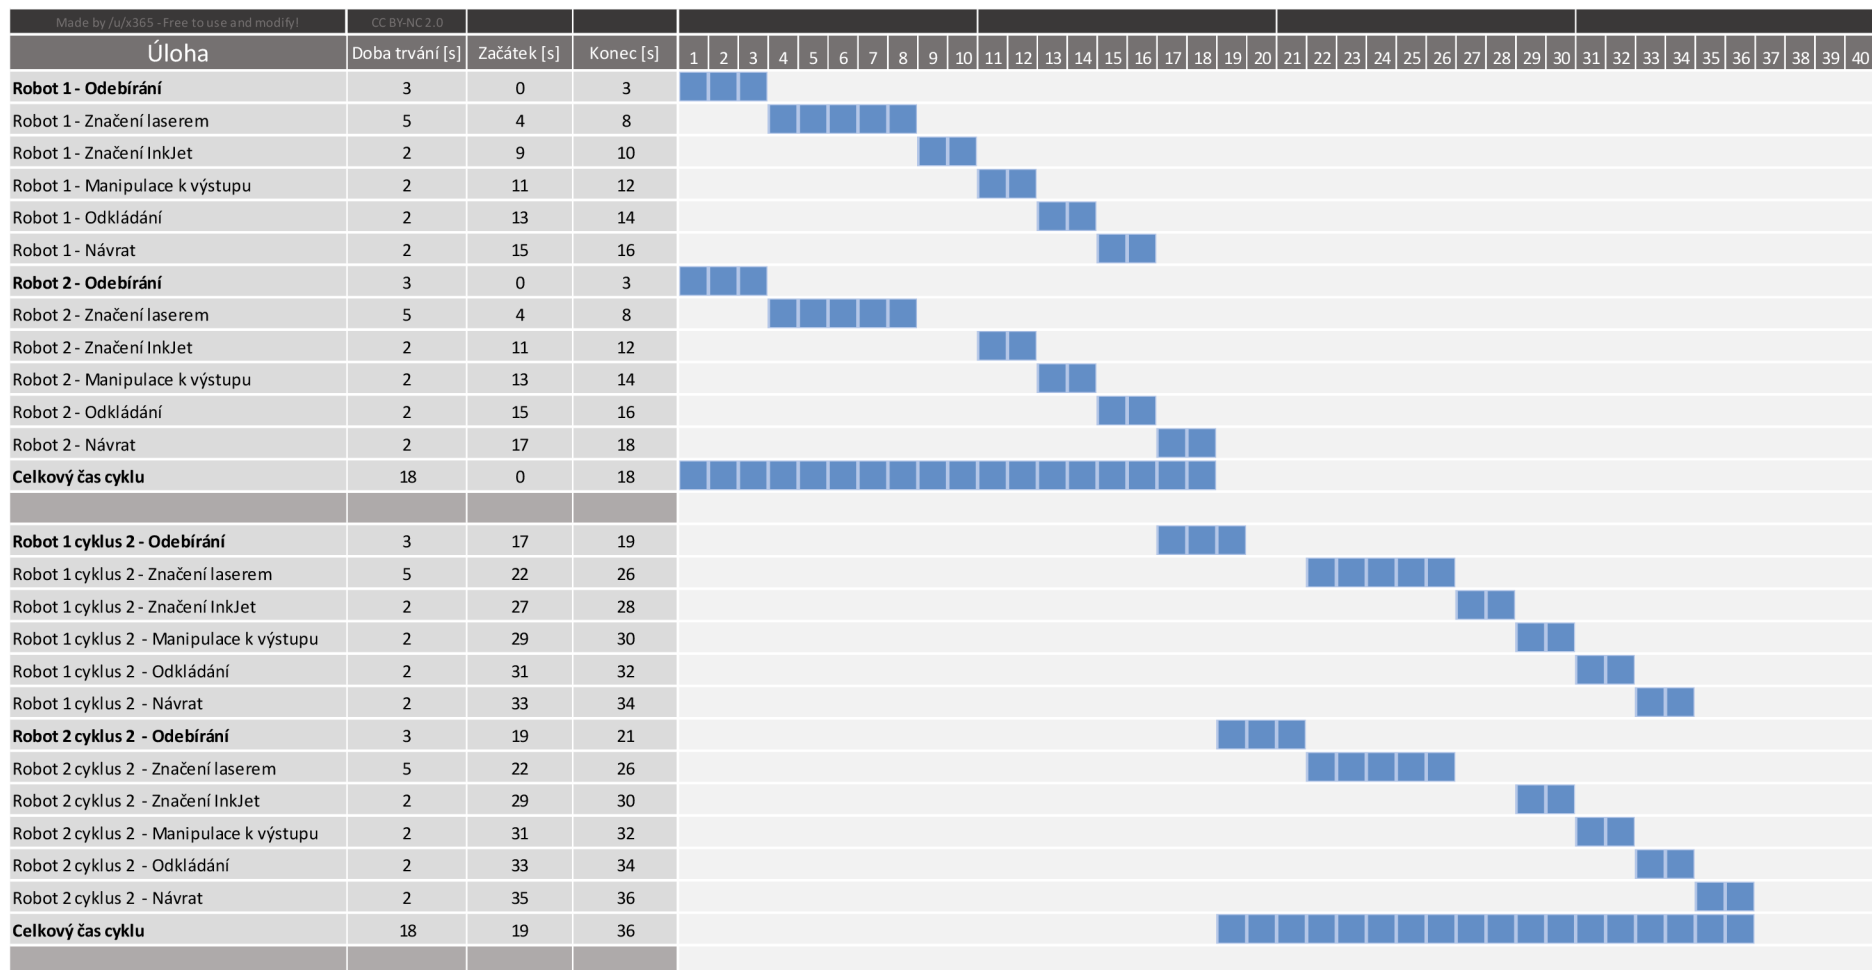 Made by /u/x365 - Free to use and modify! CC BY-NC 2.0
Úloha Doba trvání [s] Začátek [s] Konec [s] 1 2 3 4 5 6 7 8 9 10 11 12 13 14 15 16 17 18 19 20 21 22 23 24 25 26 27 28 29 30 31 32 33 34 35 36 37 38 39 40
Robot 1 - Odebírání 3 0 3
Robot 1 - Značení laserem 5 4 8
Robot 1 - Značení InkJet 2 9 10
Robot 1 - Manipulace k výstupu 2 11 12
Robot 1 - Odkládání 2 13 14
Robot 1 - Návrat 2 15 16
Robot 2 - Odebírání 3 0 3
Robot 2 - Značení laserem 5 4 8
Robot 2 - Značení InkJet 2 11 12
Robot 2 - Manipulace k výstupu 2 13 14
Robot 2 - Odkládání 2 15 16
Robot 2 - Návrat 2 17 18
Celkový čas cyklu 18 0 18
Robot 1 cyklus 2 - Odebírání 3 17 19
Robot 1 cyklus 2 - Značení laserem 5 22 26
Robot 1 cyklus 2 - Značení InkJet 2 27 28
Robot 1 cyklus 2 - Manipulace k výstupu 2 29 30
Robot 1 cyklus 2 - Odkládání 2 31 32
Robot 1 cyklus 2 - Návrat 2 33 34
Robot 2 cyklus 2 - Odebírání 3 19 21
Robot 2 cyklus 2 - Značení laserem 5 22 26
Robot 2 cyklus 2 - Značení InkJet 2 29 30
Robot 2 cyklus 2 - Manipulace k výstupu 2 31 32
Robot 2 cyklus 2 - Odkládání 2 33 34
Robot 2 cyklus 2 - Návrat 2 35 36
Celkový čas cyklu 18 19 36